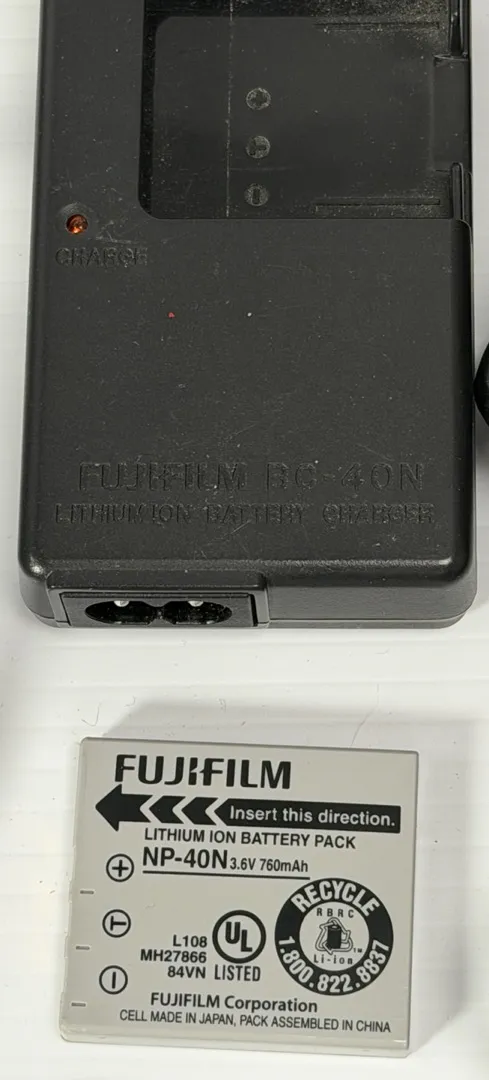 CHARGE
FUJIFILM BC-40N
LITHIUM ION BATTERY CHARGER
FUJIFILM
Insert this direction.
LITHIUM ION BATTERY PACK
NP-40N 3.6V 760mAh
+
T
−
L108
MH27866
84VN
UL
LISTED
RECYCLE
RBRC
Li-ion
1.800.822.8837
FUJIFILM Corporation
CELL MADE IN JAPAN, PACK ASSEMBLED IN CHINA